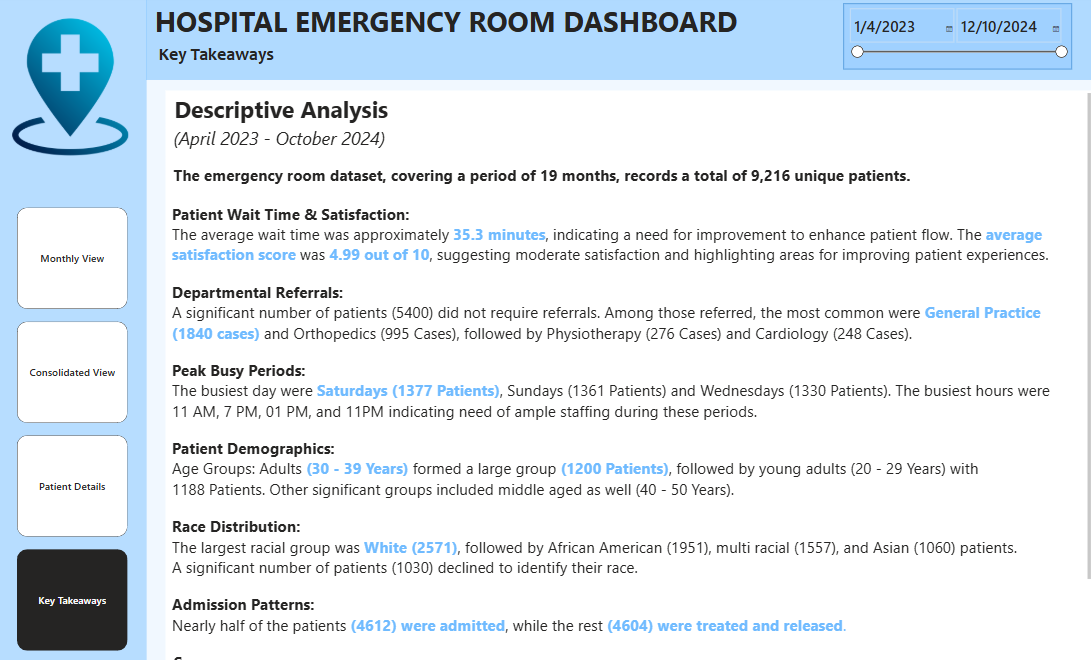 HOSPITAL EMERGENCY ROOM DASHBOARD
Key Takeaways
1/4/2023
12/10/2024
Monthly View
Consolidated View
Patient Details
Key Takeaways
Descriptive Analysis
(April 2023 - October 2024)
The emergency room dataset, covering a period of 19 months, records a total of 9,216 unique patients.
Patient Wait Time & Satisfaction:
The average wait time was approximately 35.3 minutes, indicating a need for improvement to enhance patient flow. The average
satisfaction score was 4.99 out of 10, suggesting moderate satisfaction and highlighting areas for improving patient experiences.
Departmental Referrals:
A significant number of patients (5400) did not require referrals. Among those referred, the most common were General Practice
(1840 cases) and Orthopedics (995 Cases), followed by Physiotherapy (276 Cases) and Cardiology (248 Cases).
Peak Busy Periods:
The busiest day were Saturdays (1377 Patients), Sundays (1361 Patients) and Wednesdays (1330 Patients). The busiest hours were
11 AM, 7 PM, 01 PM, and 11PM indicating need of ample staffing during these periods.
Patient Demographics:
Age Groups: Adults (30 - 39 Years) formed a large group (1200 Patients), followed by young adults (20 - 29 Years) with
1188 Patients. Other significant groups included middle aged as well (40 - 50 Years).
Race Distribution:
The largest racial group was White (2571), followed by African American (1951), multi racial (1557), and Asian (1060) patients.
A significant number of patients (1030) declined to identify their race.
Admission Patterns:
Nearly half of the patients (4612) were admitted, while the rest (4604) were treated and released.